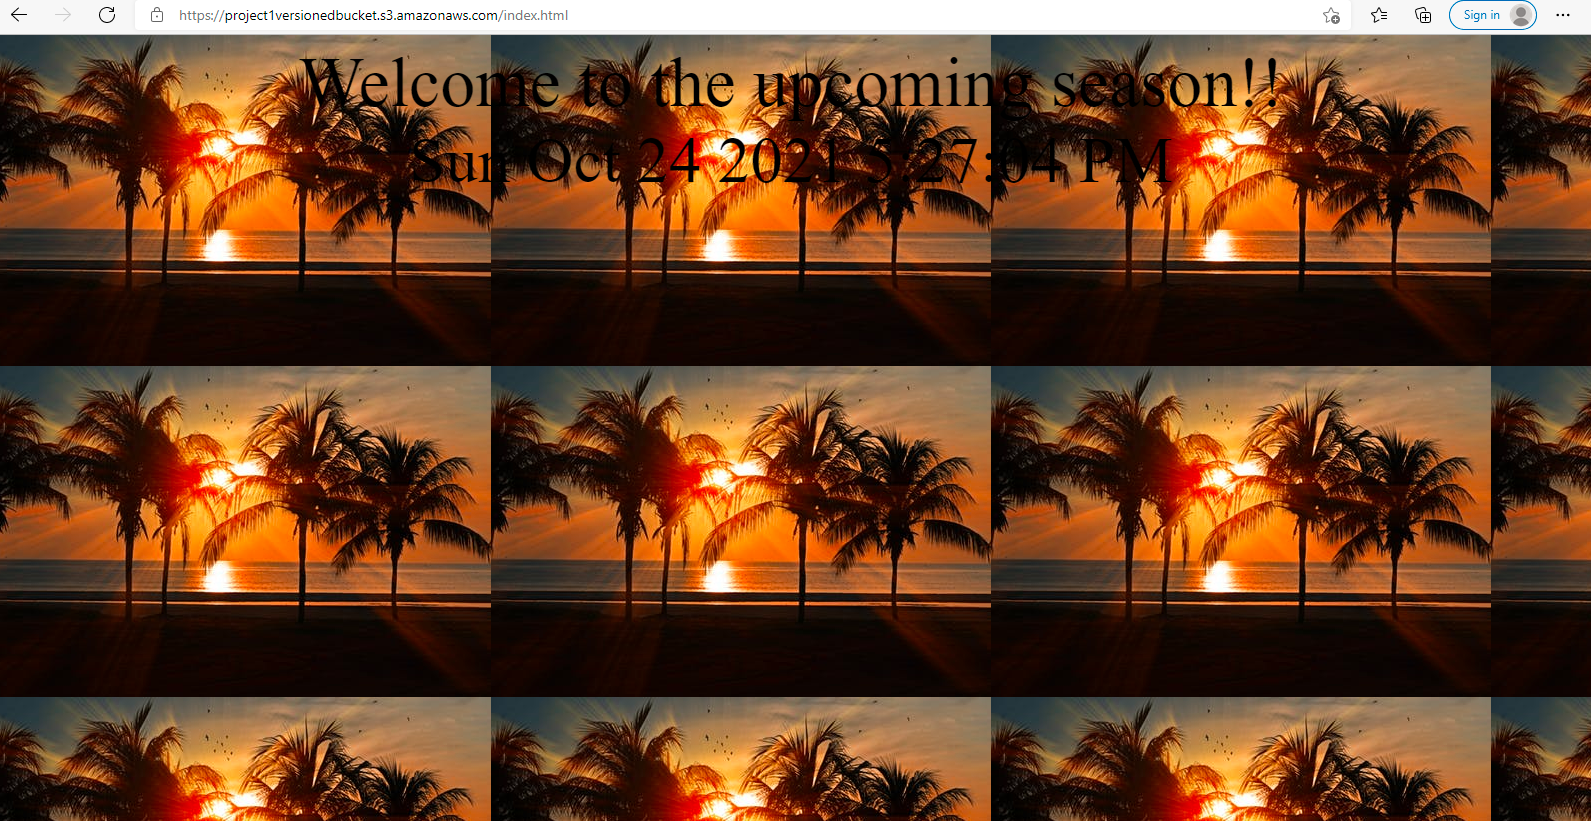 https://project1versionedbucket.s3.amazonaws.com/index.html
Sign in
Welcome to the upcoming season!!
Sun Oct 24 2021 5:27:04 PM